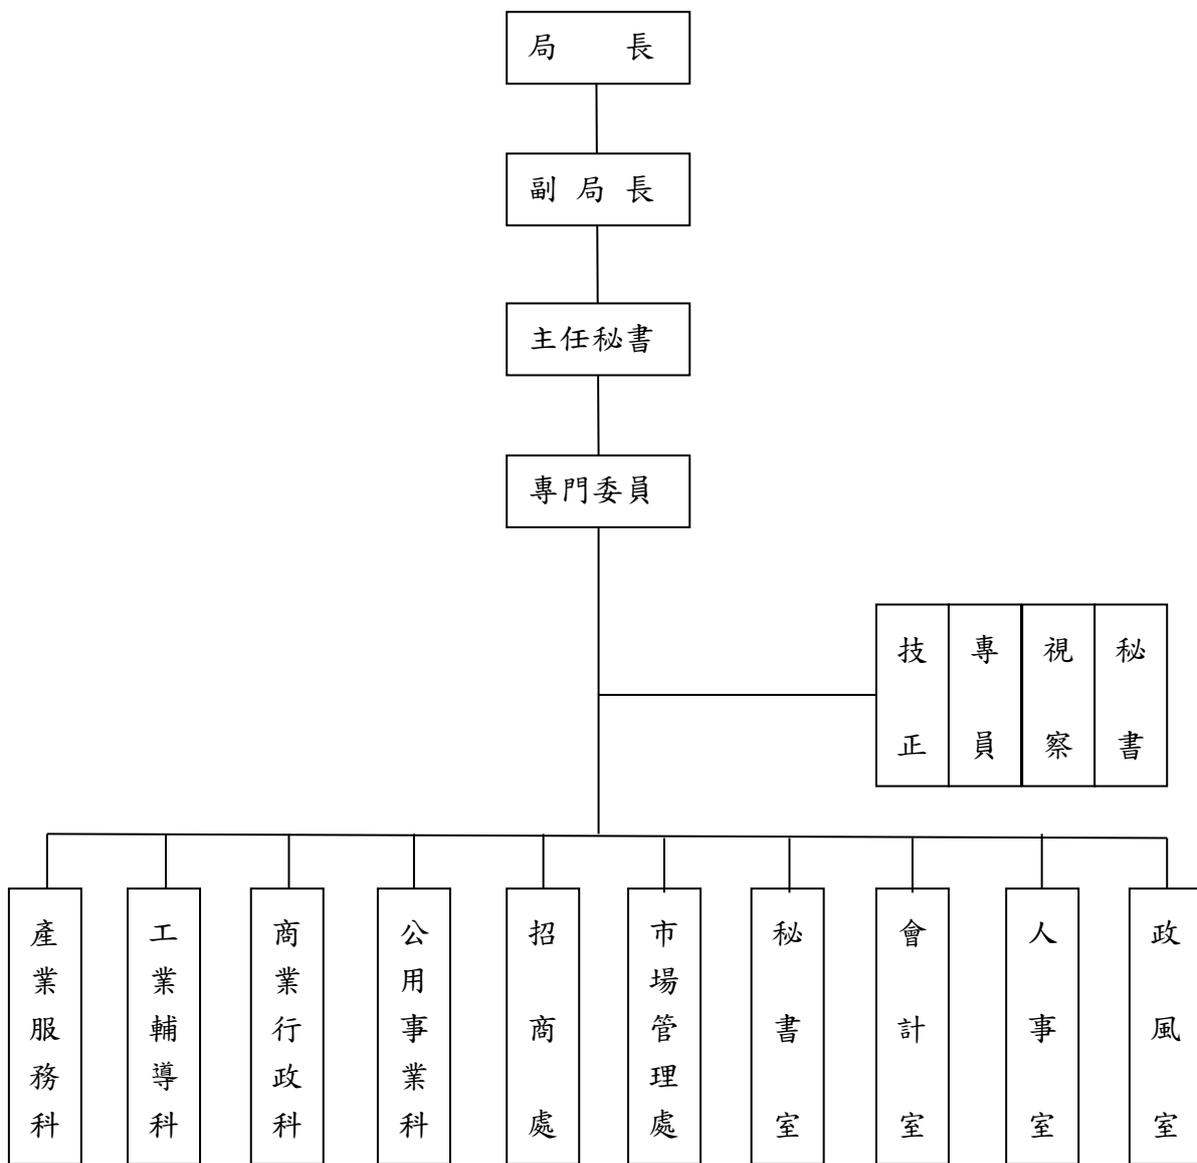 局長
副局長
主任秘書
專門委員
技正
專員
視察
秘書
產業服務科
工業輔導科
商業行政科
公用事業科
招商處
市場管理處
秘書室
會計室
人事室
政風室